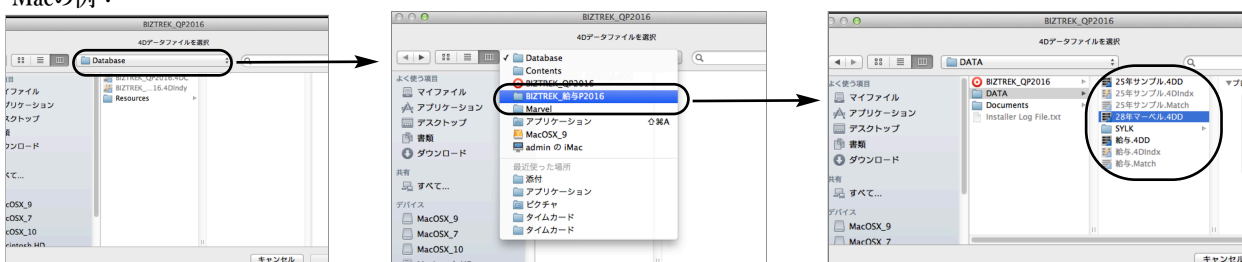 Macの例：
BIZTREK_QP2016
4Dデータファイルを選択
Database
イファイル
プリケーション
スクトップ
ウンロード
べて...
cOSX_9
cOSX_7
cOSX_10
cintosh HD
BIZTREK_QP2016.4DC
BIZTREK_...16.4DIndy
Resources
キャンセル
BIZTREK_QP2016
4Dデータファイルを選択
よく使う項目
マイファイル
アプリケーション
デスクトップ
書類
ダウンロード
共有
すべて...
デバイス
MacOSX_9
MacOSX_7
MacOSX_10
✓ Database
Contents
BIZTREK_QP2016
BIZTREK_給与P2016
Marvel
アプリケーション ⇧⌘A
MacOSX_9
admin の iMac
最近使った場所
添付
アプリケーション
ピクチャ
タイムカード
タイムカード
BIZTREK_QP2016
4Dデータファイルを選択
DATA
よく使う項目
マイファイル
アプリケーション
デスクトップ
書類
ダウンロード
共有
すべて...
デバイス
MacOSX_9
MacOSX_7
BIZTREK_QP2016
DATA
Documents
Installer Log File.txt
25年サンプル.4DD
25年サンプル.4DIndx
25年サンプル.Match
28年マーベル.4DD
SYLK
給与.4DD
給与.4DIndx
給与.Match
キャンセル